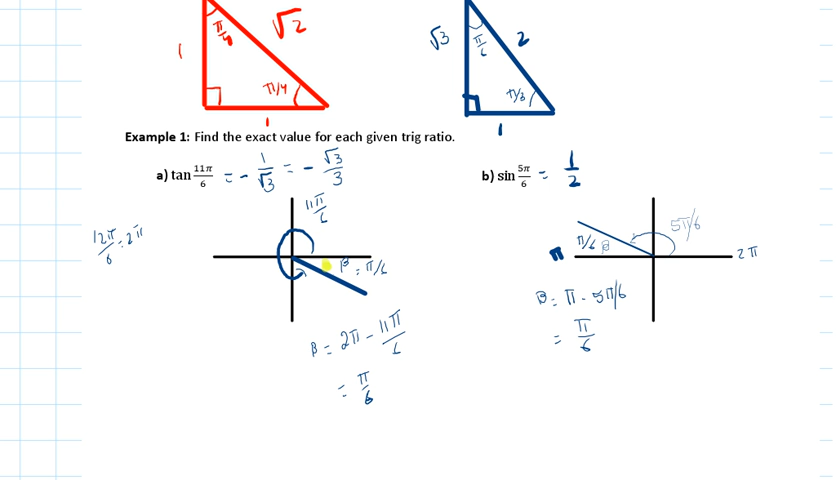 π/4
√2
1
π/4
1
√3
π/6
2
π/3
1
Example 1: Find the exact value for each given trig ratio.
a) tan 11π/6 = - 1/√3 = - √3/3
b) sin 5π/6 = 1/2
11π/6
12π/6 = 2π
β = π/6
β = 2π - 11π/6
= π/6
5π/6
π/6 β
π
2π
β = π - 5π/6
= π/6